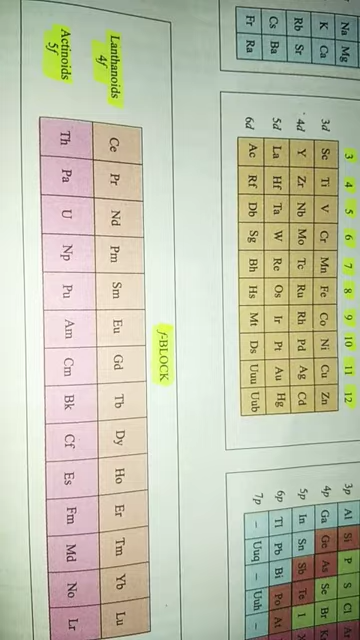 Na Mg
K Ca
Rb Sr
Cs Ba
Fr Ra
3 4 5 6 7 8 9 10 11 12
3d Sc Ti V Cr Mn Fe Co Ni Cu Zn
4d Y Zr Nb Mo Tc Ru Rh Pd Ag Cd
5d La Hf Ta W Re Os Ir Pt Au Hg
6d Ac Rf Db Sg Bh Hs Mt Ds Uuu Uub
3p Al Si P S Cl
4p Ga Ge As Se Br Kr
5p In Sn Sb Te I
6p Tl Pb Bi Po At
7p – Uuq – Uuh –
f-BLOCK
Lanthanoids
4f
Ce Pr Nd Pm Sm Eu Gd Tb Dy Ho Er Tm Yb Lu
Actinoids
5f
Th Pa U Np Pu Am Cm Bk Cf Es Fm Md No Lr